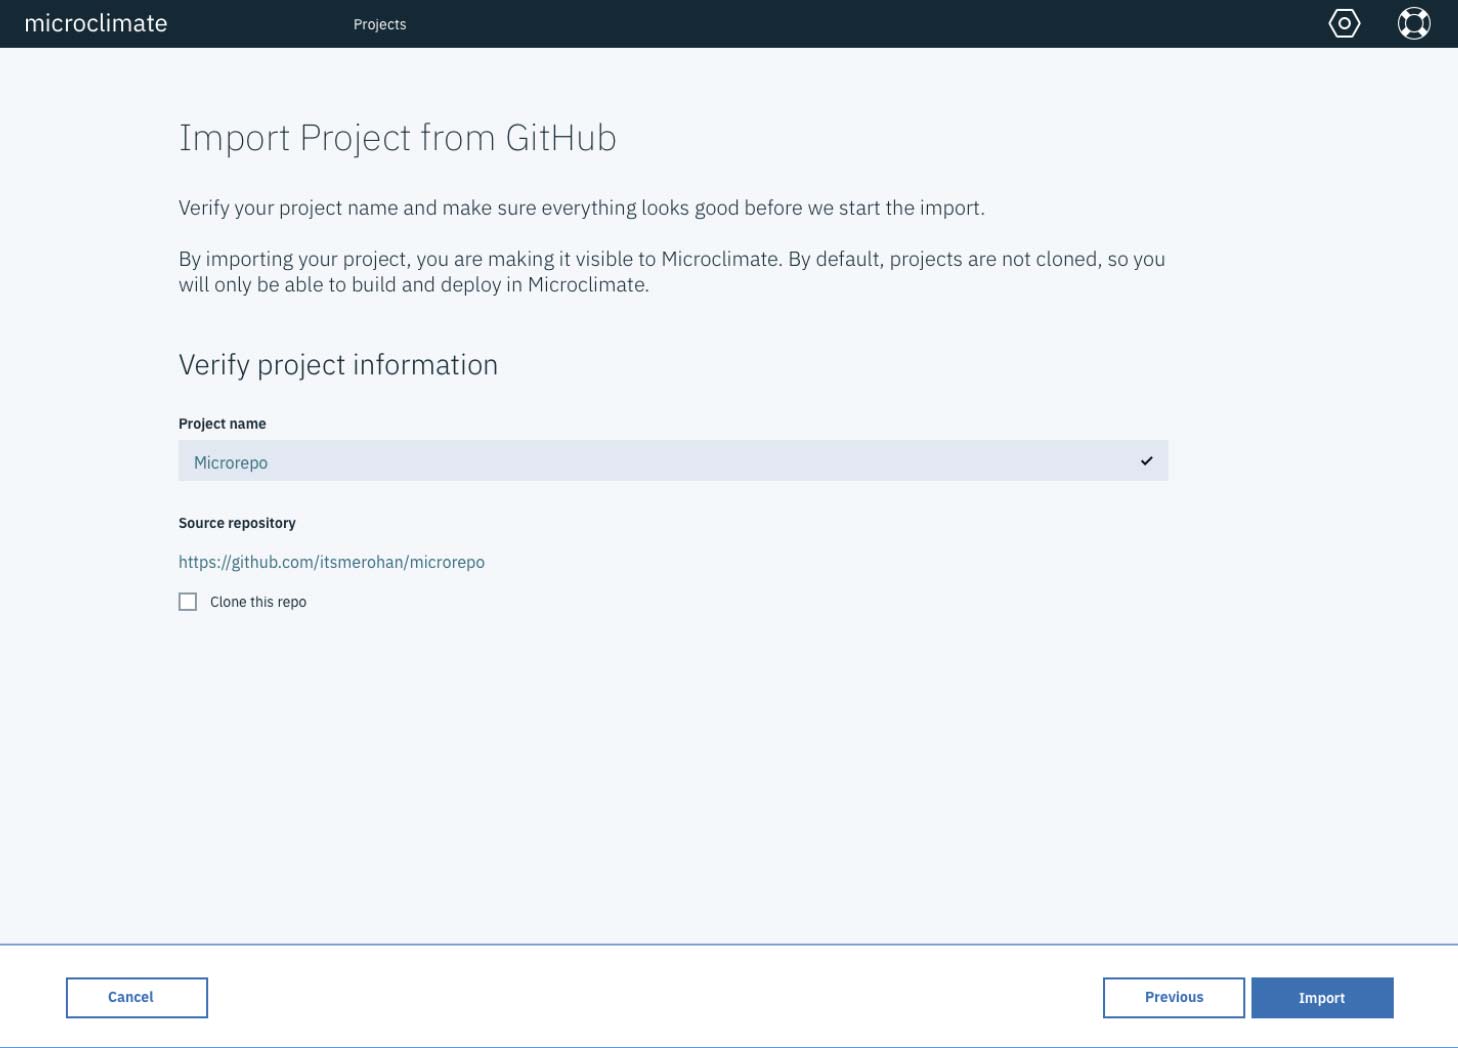 microclimate
Projects
Import Project from GitHub
Verify your project name and make sure everything looks good before we start the import.
By importing your project, you are making it visible to Microclimate. By default, projects are not cloned, so you
will only be able to build and deploy in Microclimate.
Verify project information
Project name
Microrepo
Source repository
https://github.com/itsmerohan/microrepo
Clone this repo
Cancel
Previous
Import